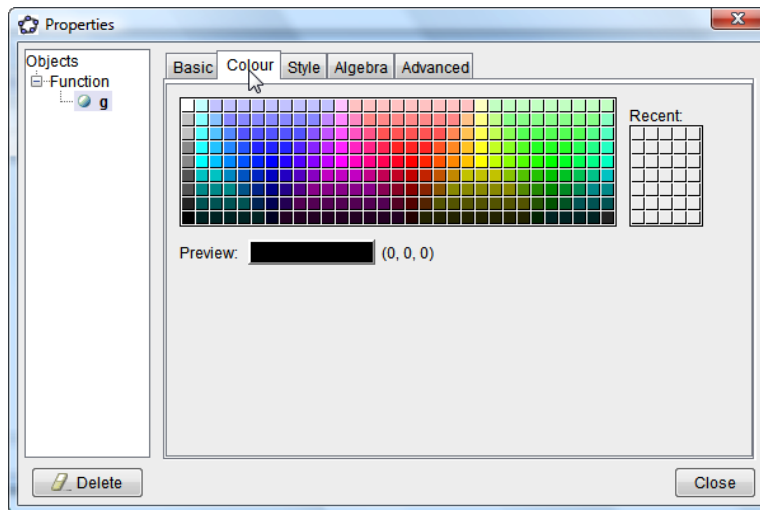 Properties
Objects
Function
g
Basic Colour Style Algebra Advanced
Recent:
Preview: (0, 0, 0)
Delete
Close